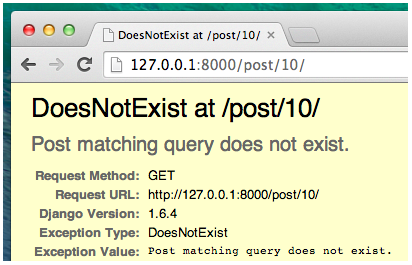 DoesNotExist at /post/10/
127.0.0.1:8000/post/10/
DoesNotExist at /post/10/
Post matching query does not exist.
Request Method: GET
Request URL: http://127.0.0.1:8000/post/10/
Django Version: 1.6.4
Exception Type: DoesNotExist
Exception Value: Post matching query does not exist.